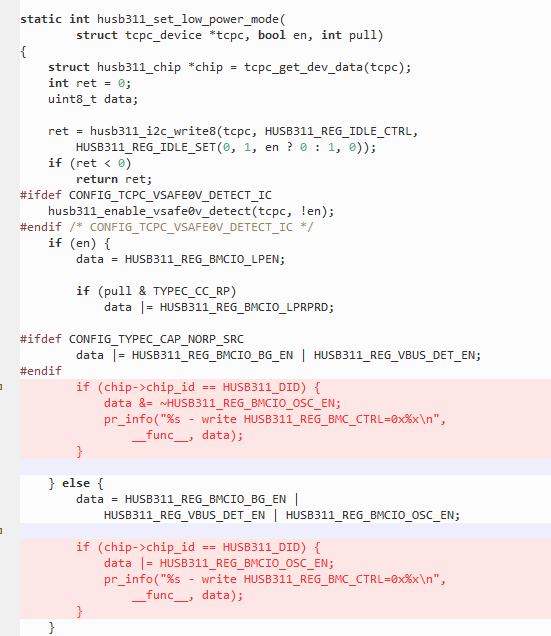 static int husb311_set_low_power_mode(
        struct tcpc_device *tcpc, bool en, int pull)
{
    struct husb311_chip *chip = tcpc_get_dev_data(tcpc);
    int ret = 0;
    uint8_t data;

    ret = husb311_i2c_write8(tcpc, HUSB311_REG_IDLE_CTRL,
        HUSB311_REG_IDLE_SET(0, 1, en ? 0 : 1, 0));
    if (ret < 0)
        return ret;
#ifdef CONFIG_TCPC_VSAFE0V_DETECT_IC
    husb311_enable_vsafe0v_detect(tcpc, !en);
#endif /* CONFIG_TCPC_VSAFE0V_DETECT_IC */
    if (en) {
        data = HUSB311_REG_BMCIO_LPEN;

        if (pull & TYPEC_CC_RP)
            data |= HUSB311_REG_BMCIO_LPRPRD;

#ifdef CONFIG_TYPEC_CAP_NORP_SRC
        data |= HUSB311_REG_BMCIO_BG_EN | HUSB311_REG_VBUS_DET_EN;
#endif
        if (chip->chip_id == HUSB311_DID) {
            data &= ~HUSB311_REG_BMCIO_OSC_EN;
            pr_info("%s - write HUSB311_REG_BMC_CTRL=0x%x\n",
                __func__, data);
        }

    } else {
        data = HUSB311_REG_BMCIO_BG_EN |
            HUSB311_REG_VBUS_DET_EN | HUSB311_REG_BMCIO_OSC_EN;

        if (chip->chip_id == HUSB311_DID) {
            data |= HUSB311_REG_BMCIO_OSC_EN;
            pr_info("%s - write HUSB311_REG_BMC_CTRL=0x%x\n",
                __func__, data);
        }
    }